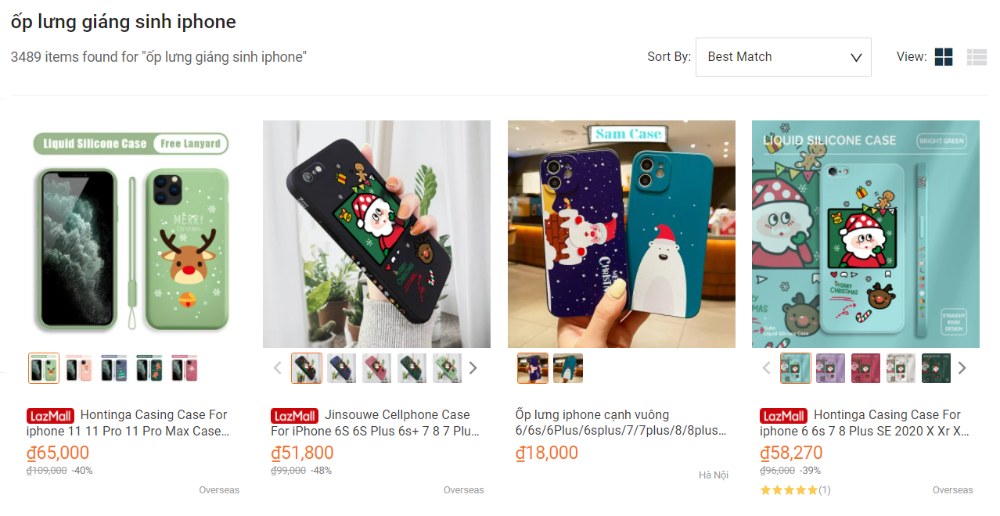 ốp lưng giáng sinh iphone
3489 items found for "ốp lưng giáng sinh iphone"
Sort By:
Best Match
View:
Liquid Silicone Case
Free Lanyard
MERRY
Christmas
MERRY
CHRISTMAS
Sam Case
MERRY
CHRISTMAS
LIQUID SILICONE CASE
BRIGHT GREEN
MERRY
CHRISTMAS
STRAIGHT
EDGE
DESIGN
Cube
Liquid Silicone Case
LazMall Hontinga Casing Case For
iphone 11 11 Pro 11 Pro Max Case...
₫65,000
₫109,000 -40%
Overseas
LazMall Jinsouwe Cellphone Case
For iPhone 6S 6S Plus 6s+ 7 8 7 Plu...
₫51,800
₫99,000 -48%
Overseas
Ốp lưng iphone cạnh vuông
6/6s/6Plus/6splus/7/7plus/8/8plus...
₫18,000
Hà Nội
LazMall Hontinga Casing Case For
iphone 6 6s 7 8 Plus SE 2020 X Xr X...
₫58,270
₫96,000 -39%
(1)
Overseas